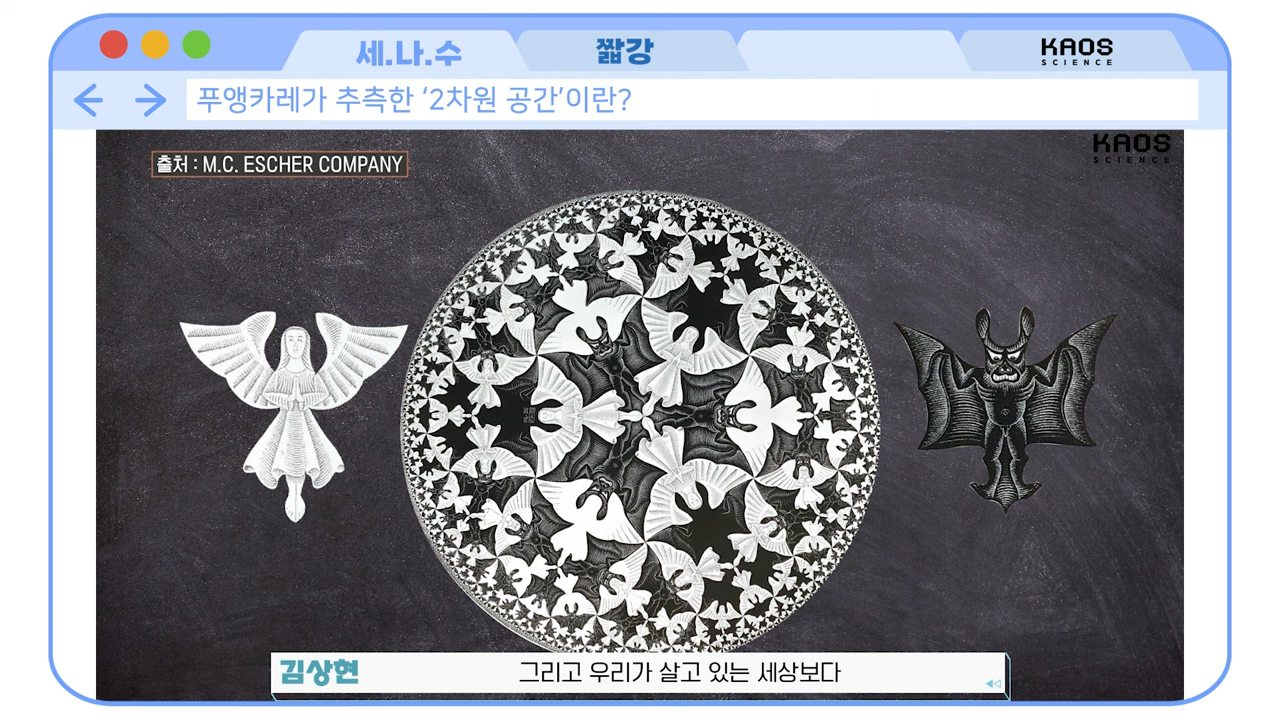 세.나.수
짧강
KAOS
SCIENCE
푸앵카레가 추측한 ‘2차원 공간’이란?
KAOS
SCIENCE
출처 : M.C. ESCHER COMPANY
김상현
그리고 우리가 살고 있는 세상보다